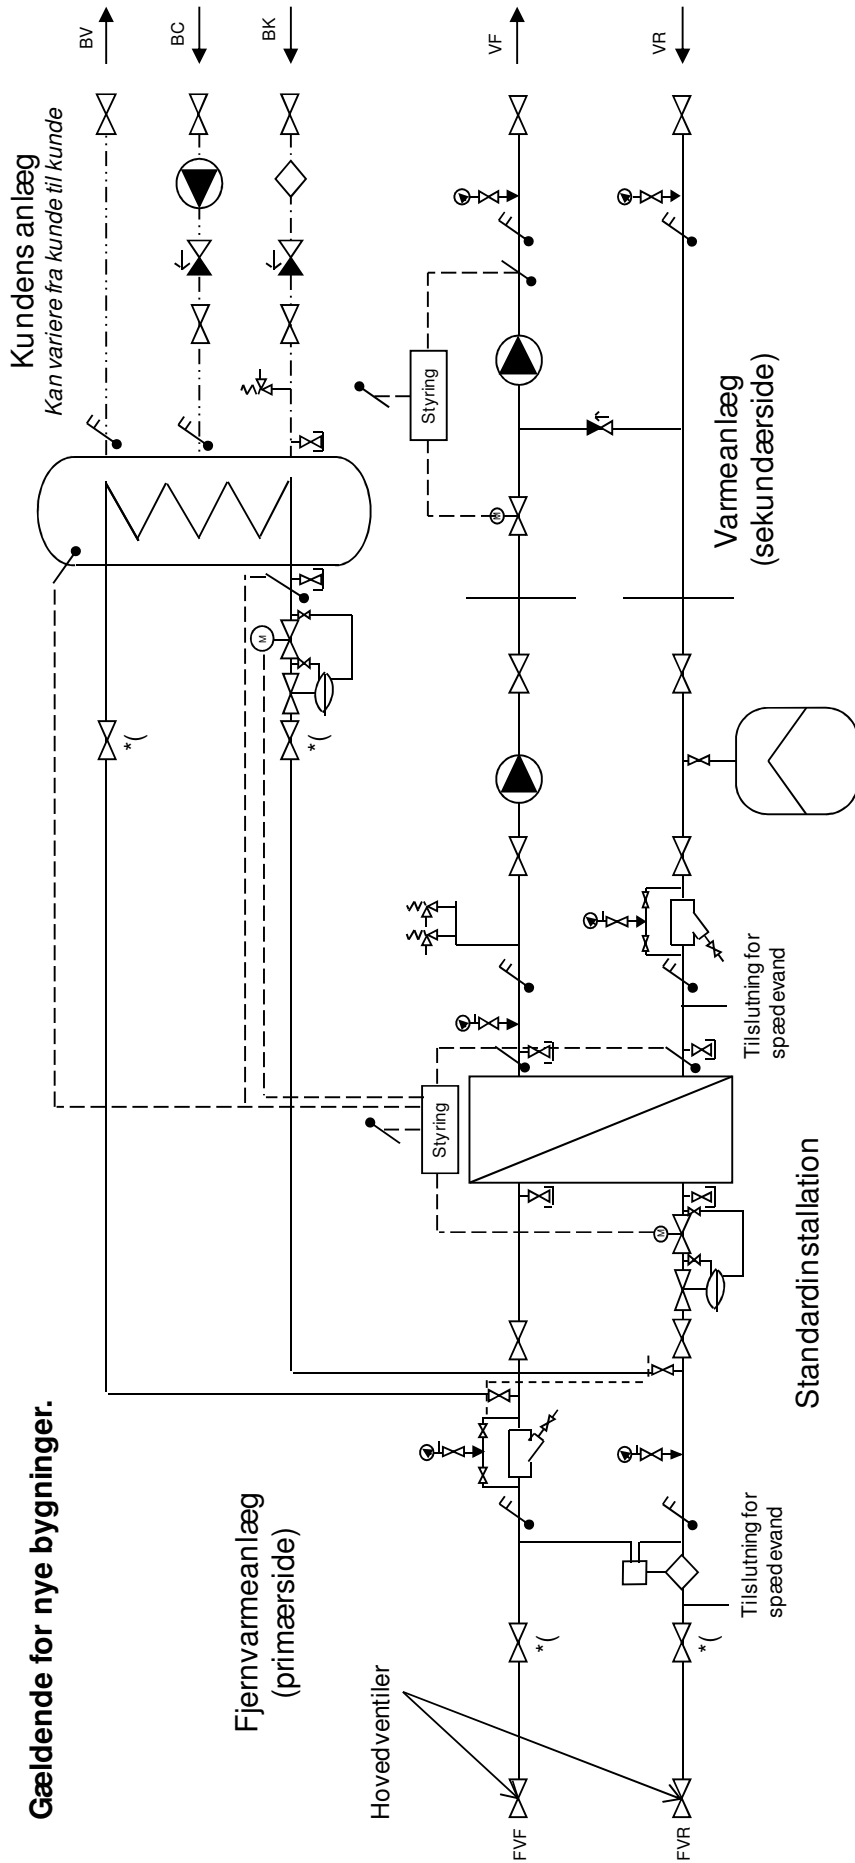 Gældende for nye bygninger.
Kundens anlæg
Kan variere fra kunde til kunde
BV
BC
BK
*(
*(
M
Fjernvarmeanlæg
(primærside)
Hovedventiler
Styring
Styring
VF
VR
M
M
FVF
FVR
*(
*(
Varmeanlæg
(sekundærside)
Tilslutning for
spædevand
Tilslutning for
spædevand
Standardinstallation